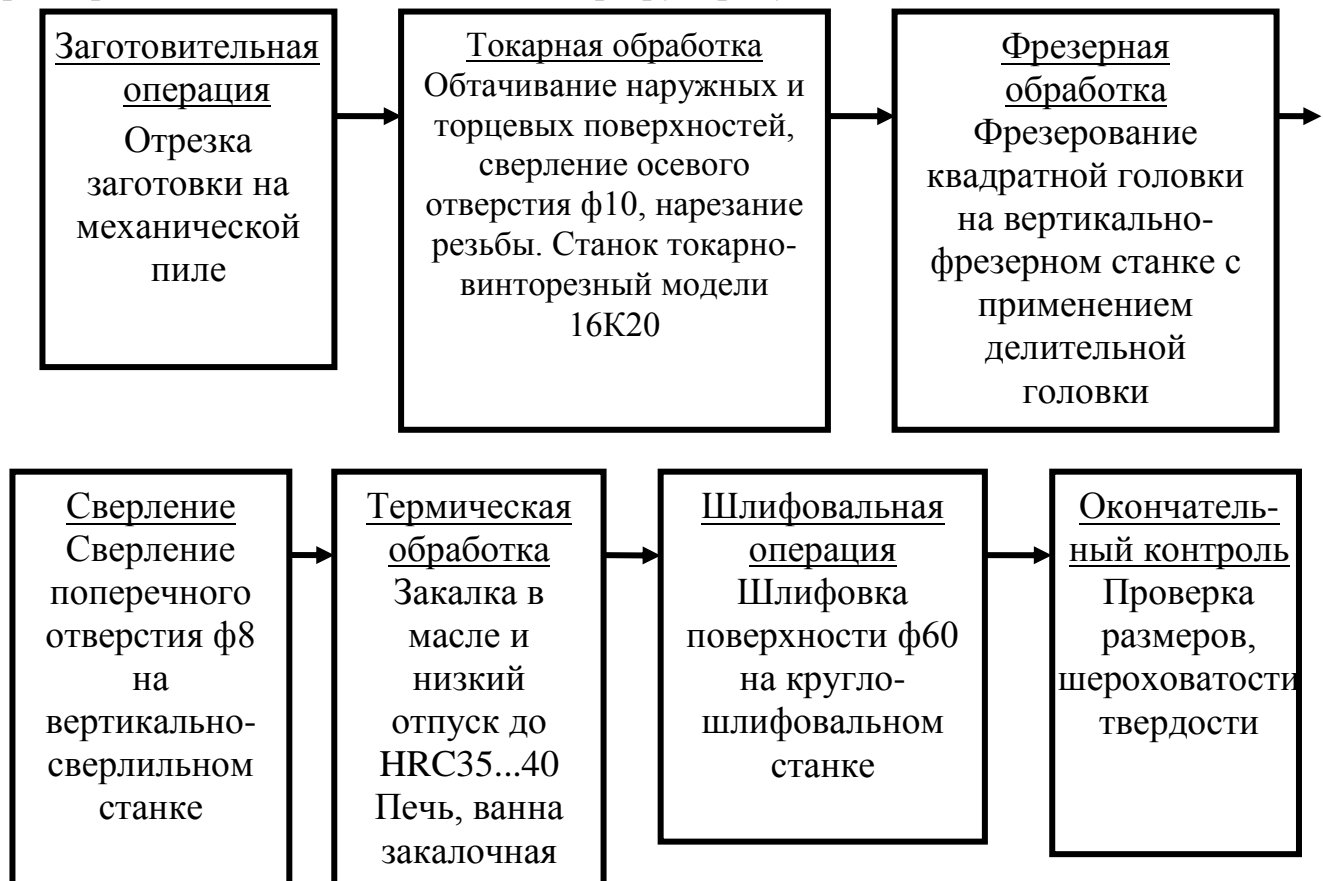 Заготовительная
операция
Отрезка
заготовки на
механической
пиле
Токарная обработка
Обтачивание наружных и
торцевых поверхностей,
сверление осевого
отверстия ф10, нарезание
резьбы. Станок токарно-
винторезный модели
16К20
Фрезерная
обработка
Фрезерование
квадратной головки
на вертикально-
фрезерном станке с
применением
делительной
головки
Сверление
Сверление
поперечного
отверстия ф8
на
вертикально-
сверлильном
станке
Термическая
обработка
Закалка в
масле и
низкий
отпуск до
HRC35...40
Печь, ванна
закалочная
Шлифовальная
операция
Шлифовка
поверхности ф60
на кругло-
шлифовальном
станке
Окончатель-
ный контроль
Проверка
размеров,
шероховатости
твердости